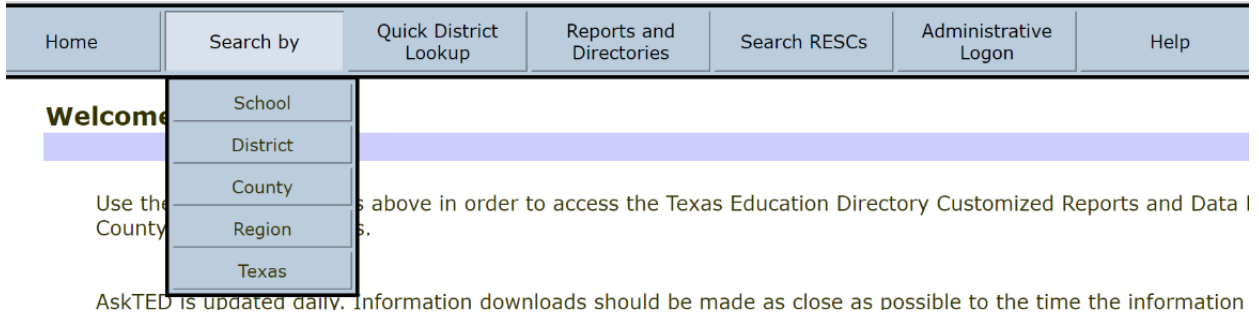 Home
Search by
Quick District
Lookup
Reports and
Directories
Search RESCs
Administrative
Logon
Help
School
District
County
Region
Texas
Welcome
Use the s above in order to access the Texas Education Directory Customized Reports and Data
County s.
AskTED is updated daily. Information downloads should be made as close as possible to the time the information